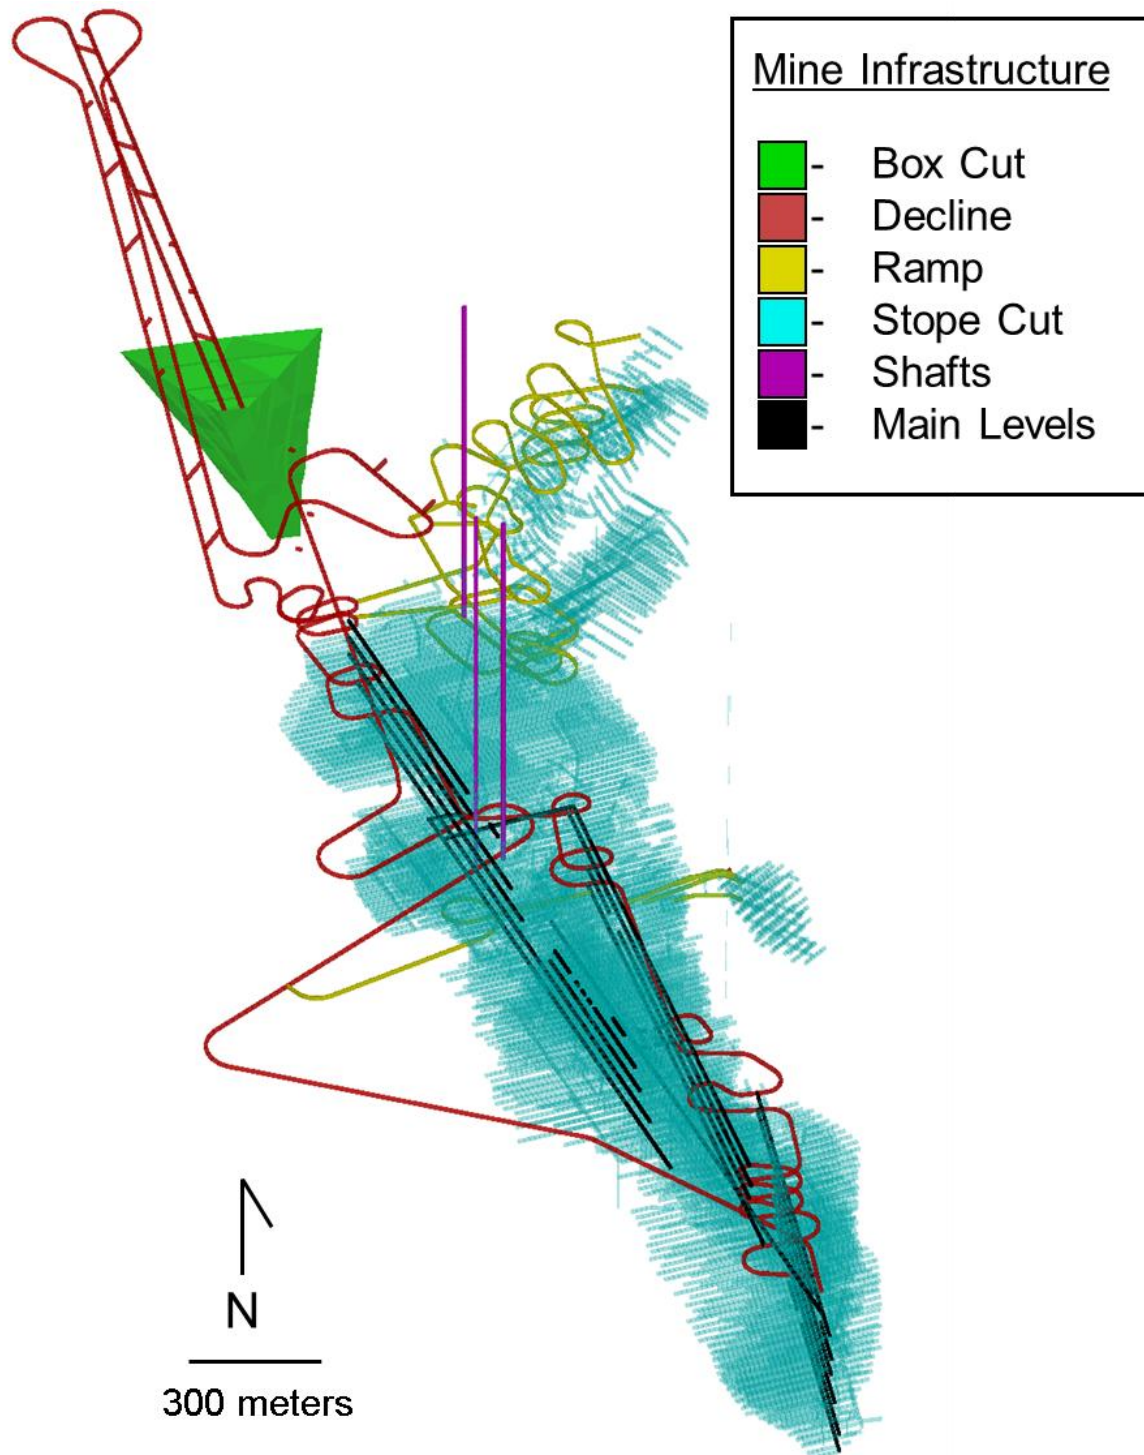 Mine Infrastructure
- Box Cut
- Decline
- Ramp
- Stope Cut
- Shafts
- Main Levels
N
300 meters